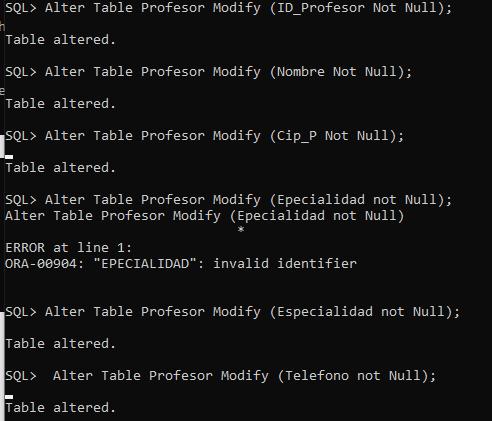 SQL> Alter Table Profesor Modify (ID_Profesor Not Null);
Table altered.
SQL> Alter Table Profesor Modify (Nombre Not Null);
Table altered.
SQL> Alter Table Profesor Modify (Cip_P Not Null);
Table altered.
SQL> Alter Table Profesor Modify (Epecialidad not Null);
Alter Table Profesor Modify (Epecialidad not Null)
*
ERROR at line 1:
ORA-00904: "EPECIALIDAD": invalid identifier
SQL> Alter Table Profesor Modify (Especialidad not Null);
Table altered.
SQL>  Alter Table Profesor Modify (Telefono not Null);
Table altered.